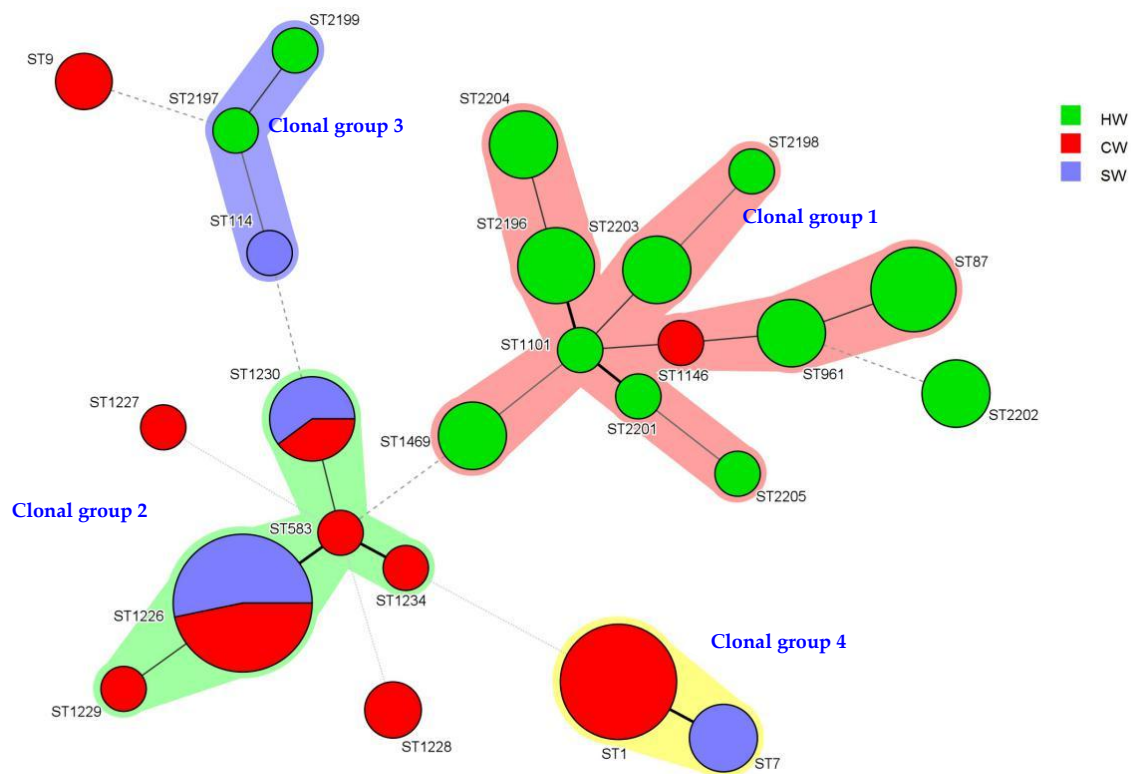 ST2199
ST9
ST2197
Clonal group 3
ST114
ST2204
ST2198
ST2196
ST2203
Clonal group 1
ST87
ST1101
ST1146
ST961
ST2202
ST2201
ST1469
ST2205
HW
CW
SW
ST1230
ST1227
Clonal group 2
ST583
ST1234
ST1226
ST1229
ST1228
Clonal group 4
ST1
ST7